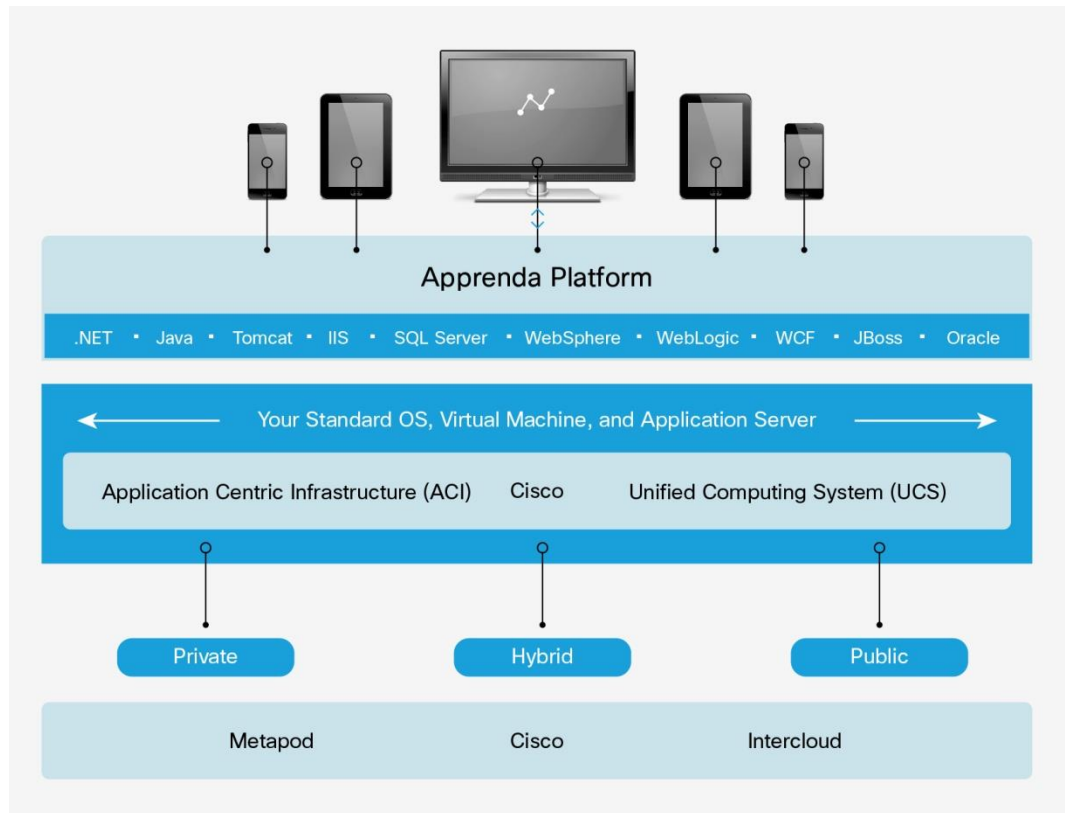 Apprenda Platform
.NET ▪ Java ▪ Tomcat ▪ IIS ▪ SQL Server ▪ WebSphere ▪ WebLogic ▪ WCF ▪ JBoss ▪ Oracle
Your Standard OS, Virtual Machine, and Application Server
Application Centric Infrastructure (ACI) Cisco Unified Computing System (UCS)
Private Hybrid Public
Metapod Cisco Intercloud